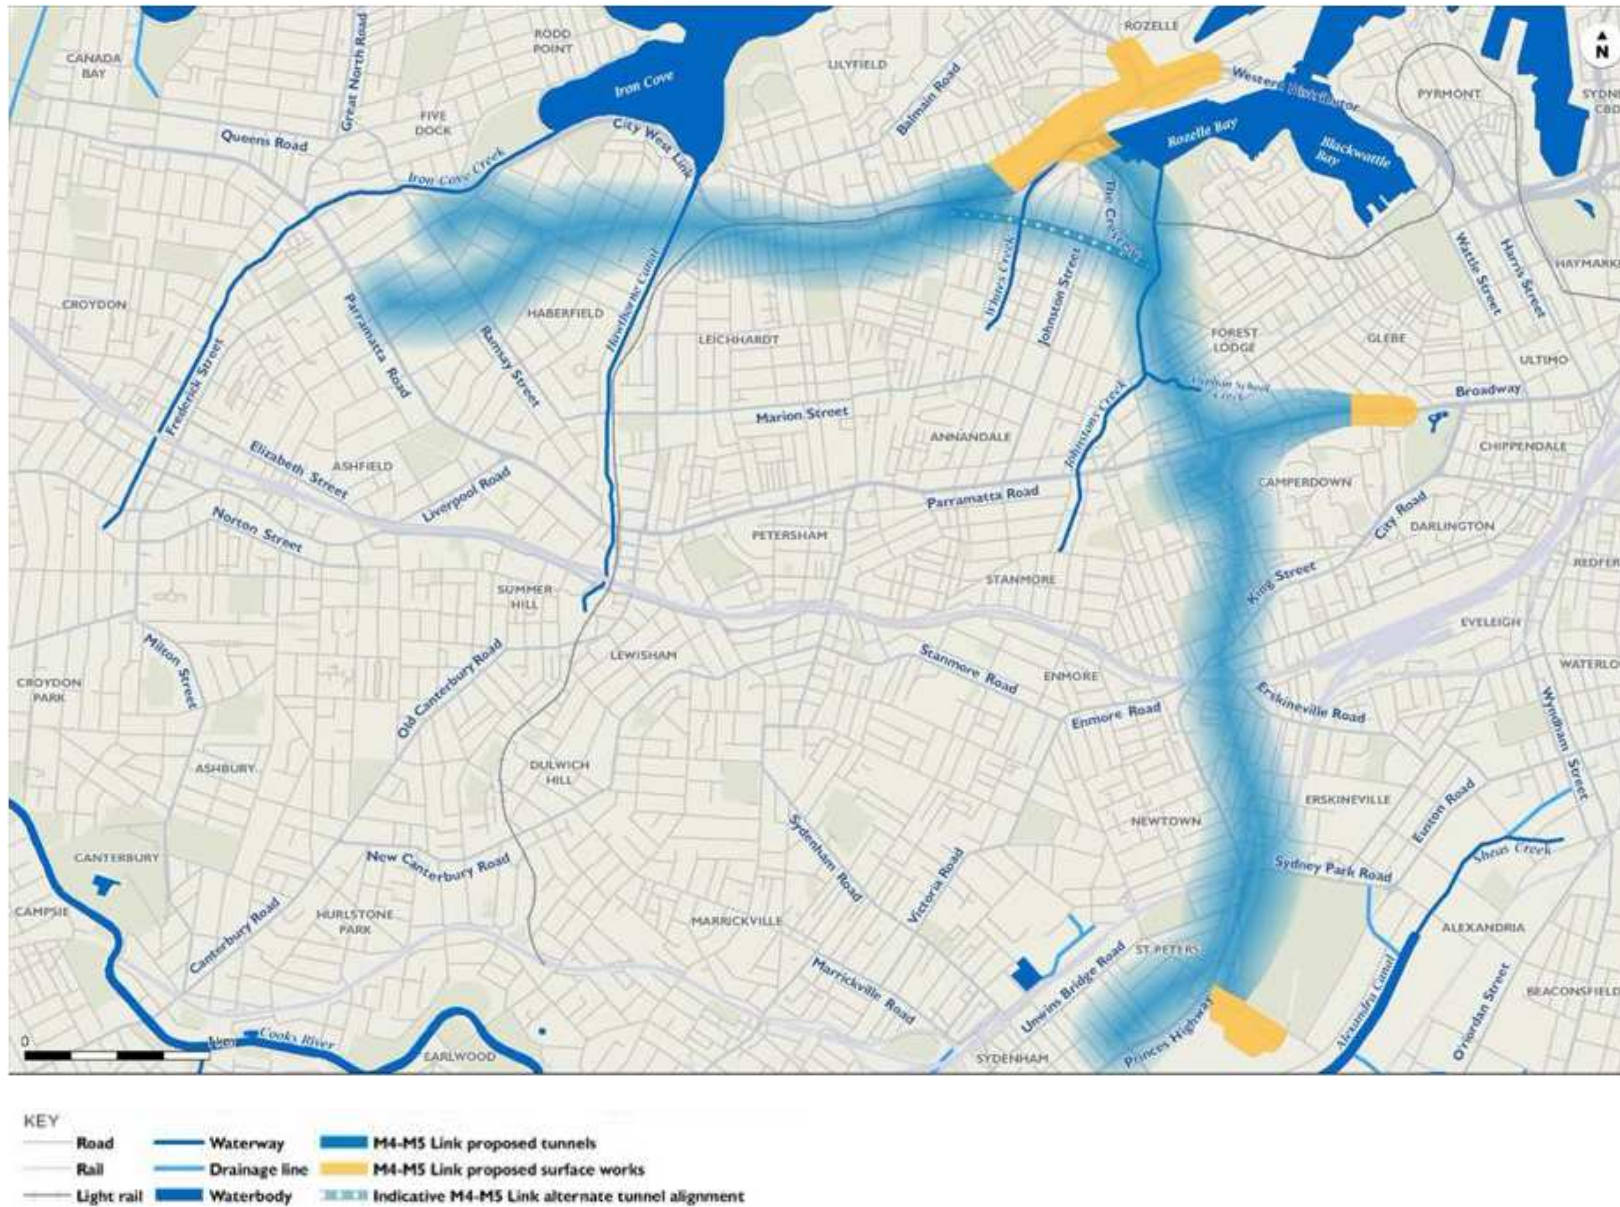 ROZELLE
RODD
POINT
CANADA
BAY
Great North Road
LILYFIELD
Iron Cove
Balmain Road
Western Distributor
PYRMONT
N
SYDNEY
CBD
FIVE
DOCK
Queens Road
City West Link
Rozelle Bay
Blackwattle
Bay
Iron Cove Creek
The Crescent
Wattle Street
Harris Street
HAYMARK
Whites Creek
Johnston Street
Hawthorne Canal
CROYDON
Parramatta Road
HABERFIELD
Ramsay Street
LEICHHARDT
FOREST
LODGE
GLEBE
ULTIMO
Frederick Street
Orphan School
Creek
Broadway
Marion Street
Johnstons Creek
ANNANDALE
CHIPPENDALE
Elizabeth Street
ASHFIELD
Liverpool Road
CAMPERDOWN
Parramatta Road
City Road
DARLINGTON
Norton Street
PETERSHAM
REDFER
STANMORE
King Street
SUMMER
HILL
EVELEIGH
Milton Street
LEWISHAM
Stanmore Road
ENMORE
WATERLO
CROYDON
PARK
Old Canterbury Road
Erskineville Road
Enmore Road
Wyndham Street
ASHBURY
DULWICH
HILL
ERSKINEVILLE
Euston Road
NEWTOWN
Sydenham Road
Victoria Road
Sheas Creek
CANTERBURY
New Canterbury Road
Sydney Park Road
CAMPSIE
HURLSTONE
PARK
MARRICKVILLE
ALEXANDRIA
Canterbury Road
ST PETERS
Marrickville Road
Unwins Bridge Road
Alexandra Canal
O'riordan Street
BEACONSFIELD
Princes Highway
0
1km
Cooks River
EARLWOOD
SYDENHAM
KEY
Road
Waterway
M4-M5 Link proposed tunnels
Rail
Drainage line
M4-M5 Link proposed surface works
Light rail
Waterbody
Indicative M4-M5 Link alternate tunnel alignment